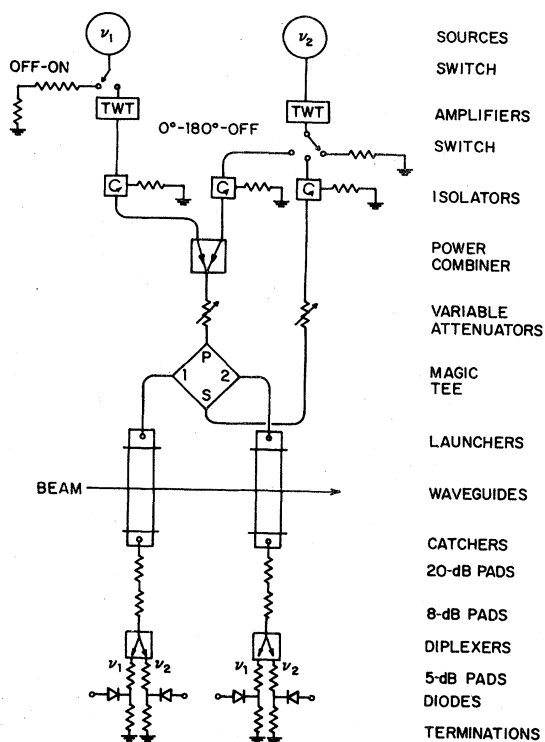 ν1
ν2
SOURCES
OFF-ON
SWITCH
TWT
TWT
AMPLIFIERS
0°-180°-OFF
SWITCH
G
G
G
ISOLATORS
POWER
COMBINER
VARIABLE
ATTENUATORS
P
1
2
S
MAGIC
TEE
LAUNCHERS
BEAM
WAVEGUIDES
CATCHERS
20-dB PADS
8-dB PADS
DIPLEXERS
ν1
ν2
ν1
ν2
5-dB PADS
DIODES
TERMINATIONS